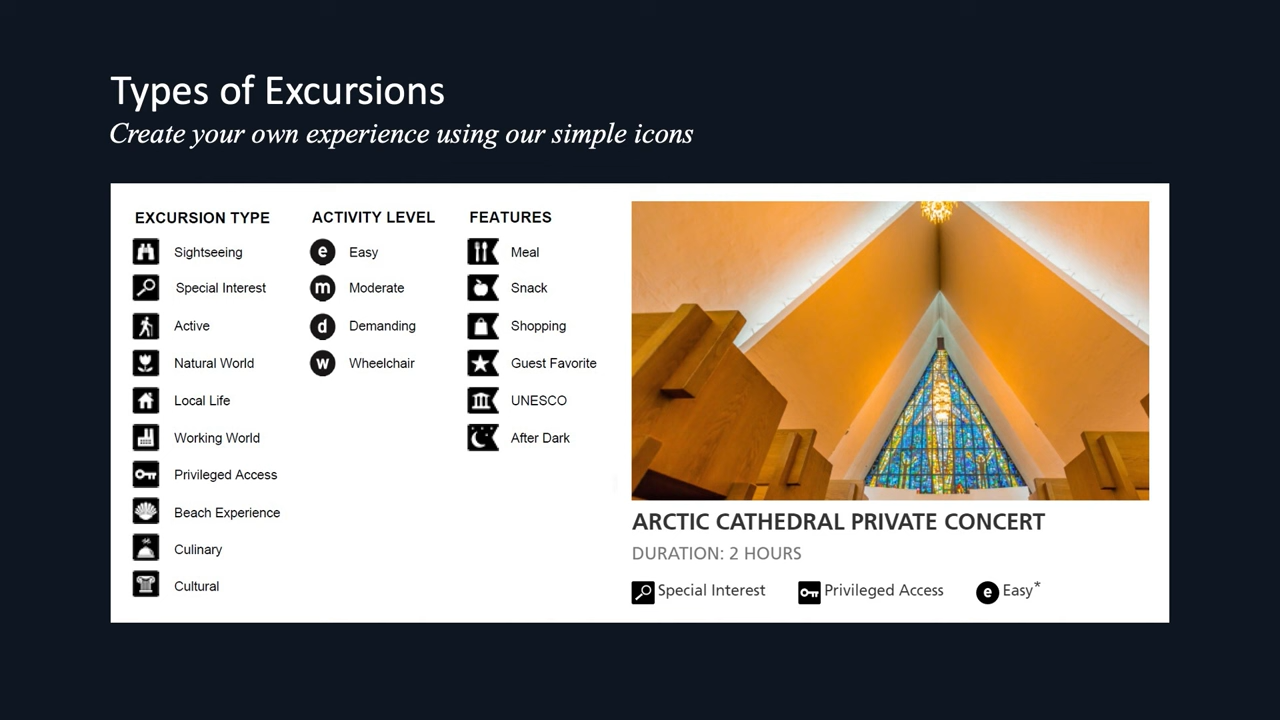 Types of Excursions
Create your own experience using our simple icons
EXCURSION TYPE
Sightseeing
Special Interest
Active
Natural World
Local Life
Working World
Privileged Access
Beach Experience
Culinary
Cultural
ACTIVITY LEVEL
e Easy
m Moderate
d Demanding
w Wheelchair
FEATURES
Meal
Snack
Shopping
Guest Favorite
UNESCO
After Dark
ARCTIC CATHEDRAL PRIVATE CONCERT
DURATION: 2 HOURS
Special Interest Privileged Access e Easy*